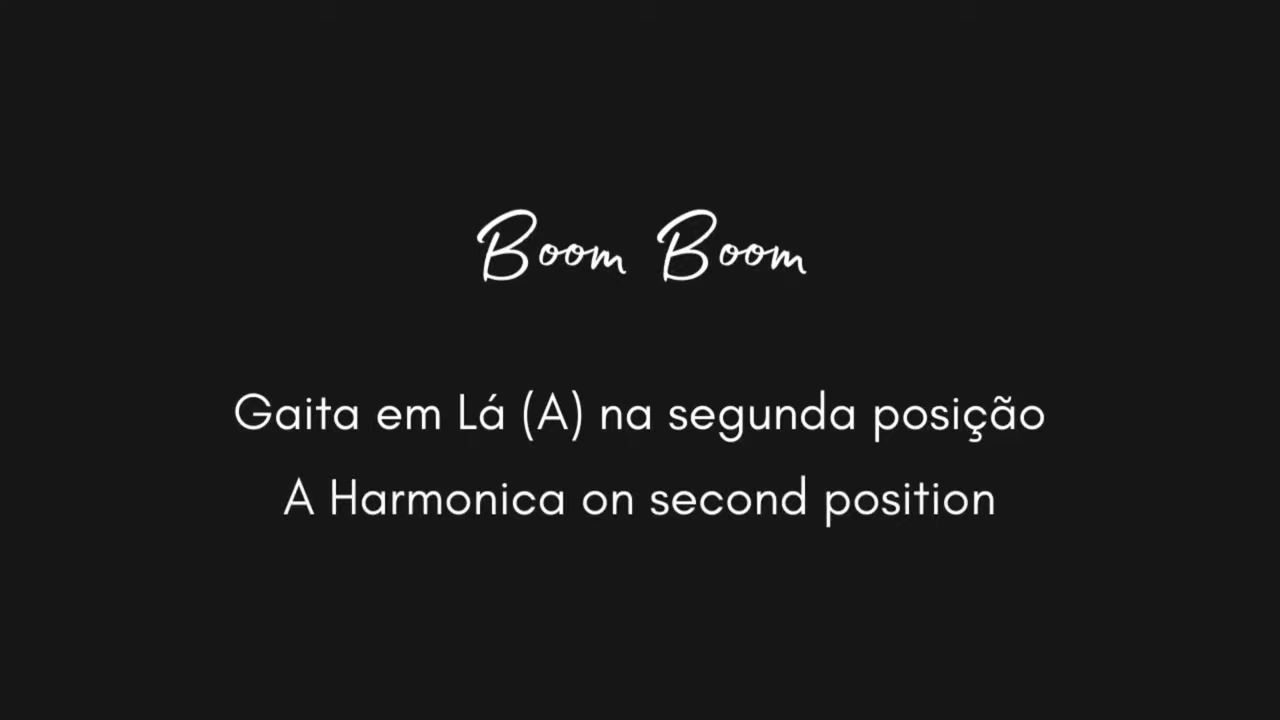 Boom Boom
Gaita em Lá (A) na segunda posição
A Harmonica on second position